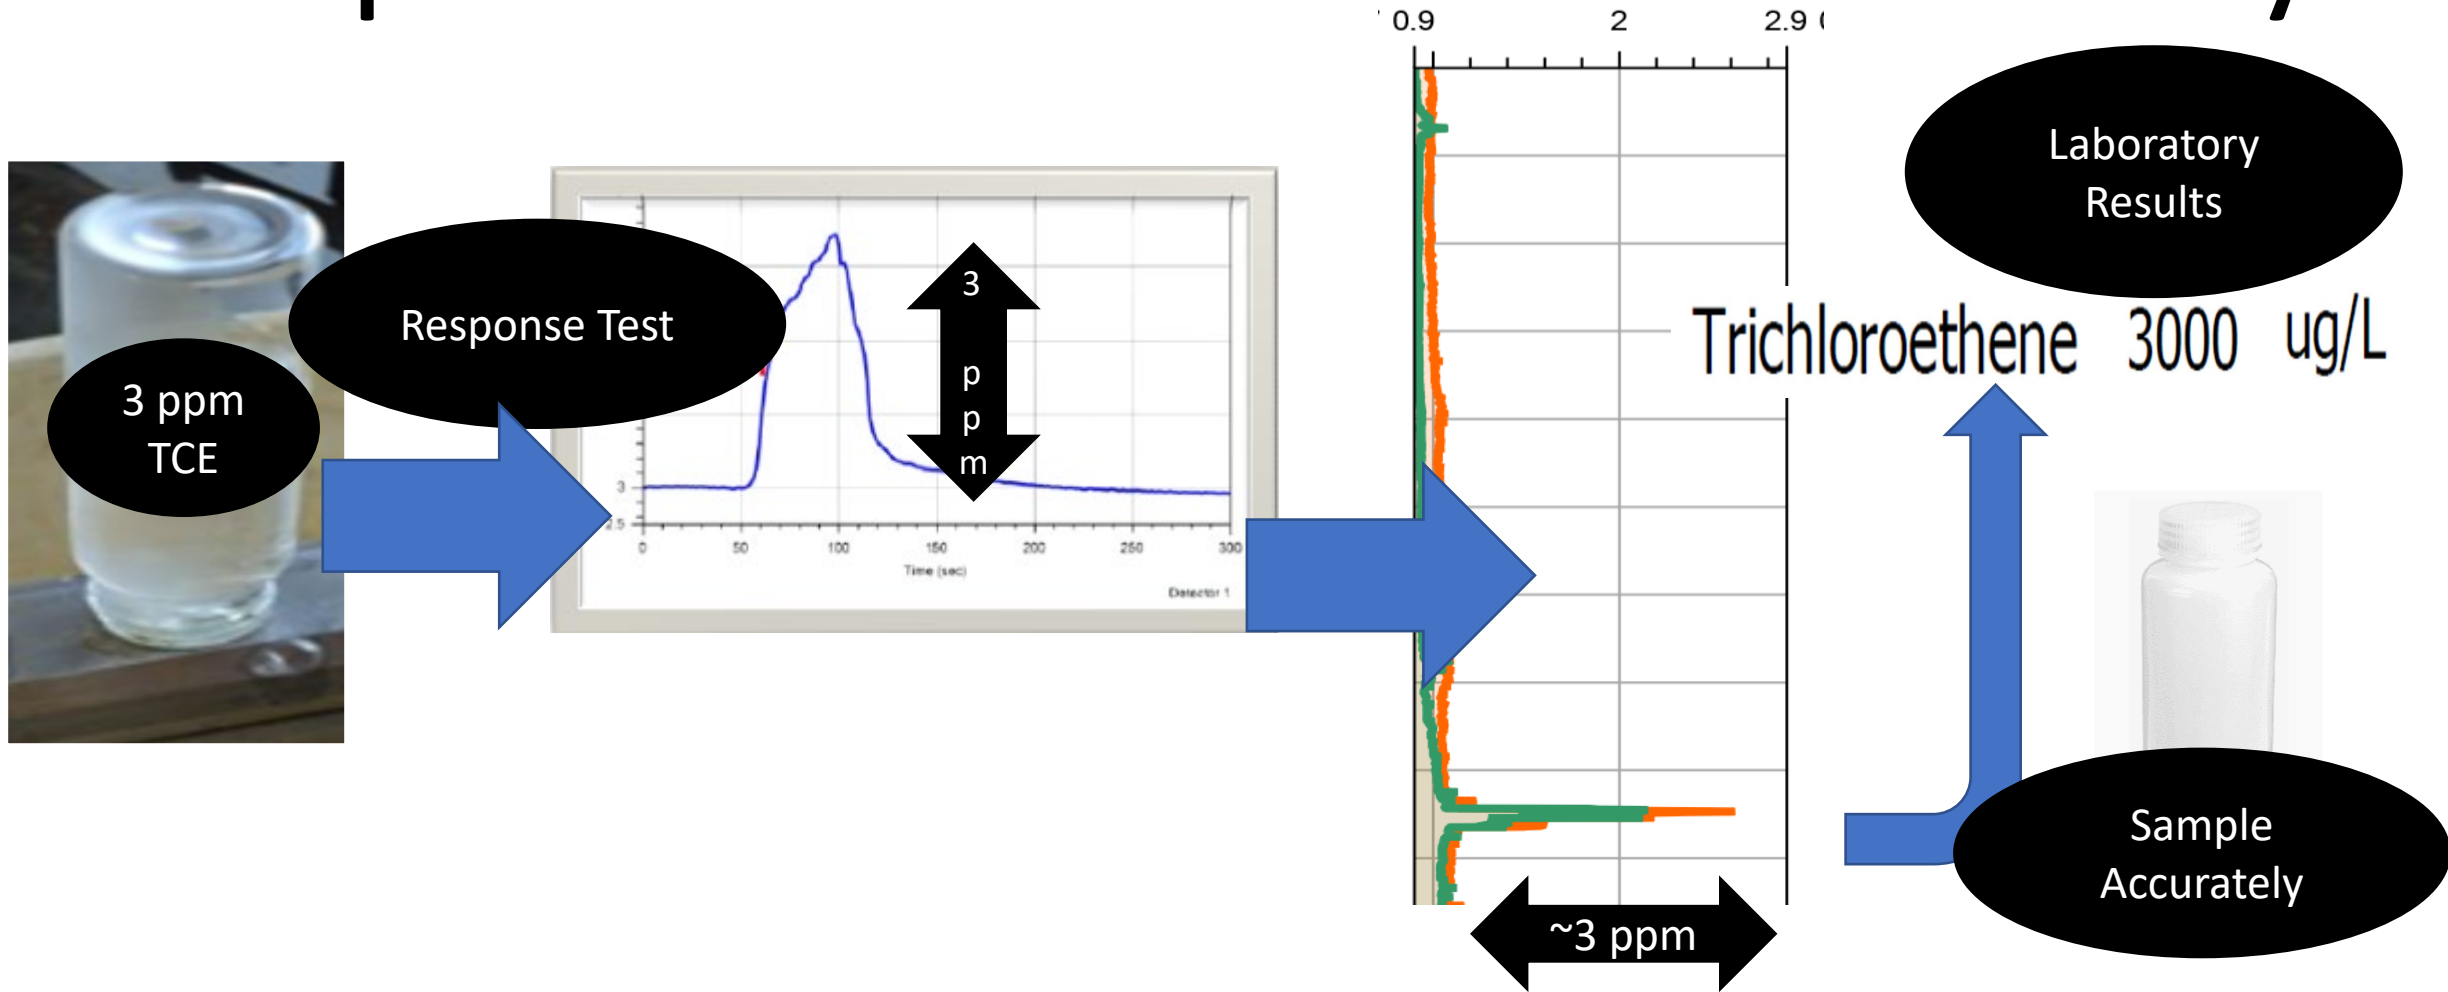 0.9 2 2.9
Laboratory
Results
Response Test
3
p
p
m
Trichloroethene 3000 ug/L
3 ppm
TCE
3
2.5
0 50 100 150 200 250 300
Time (sec)
Detector 1
Sample
Accurately
~3 ppm